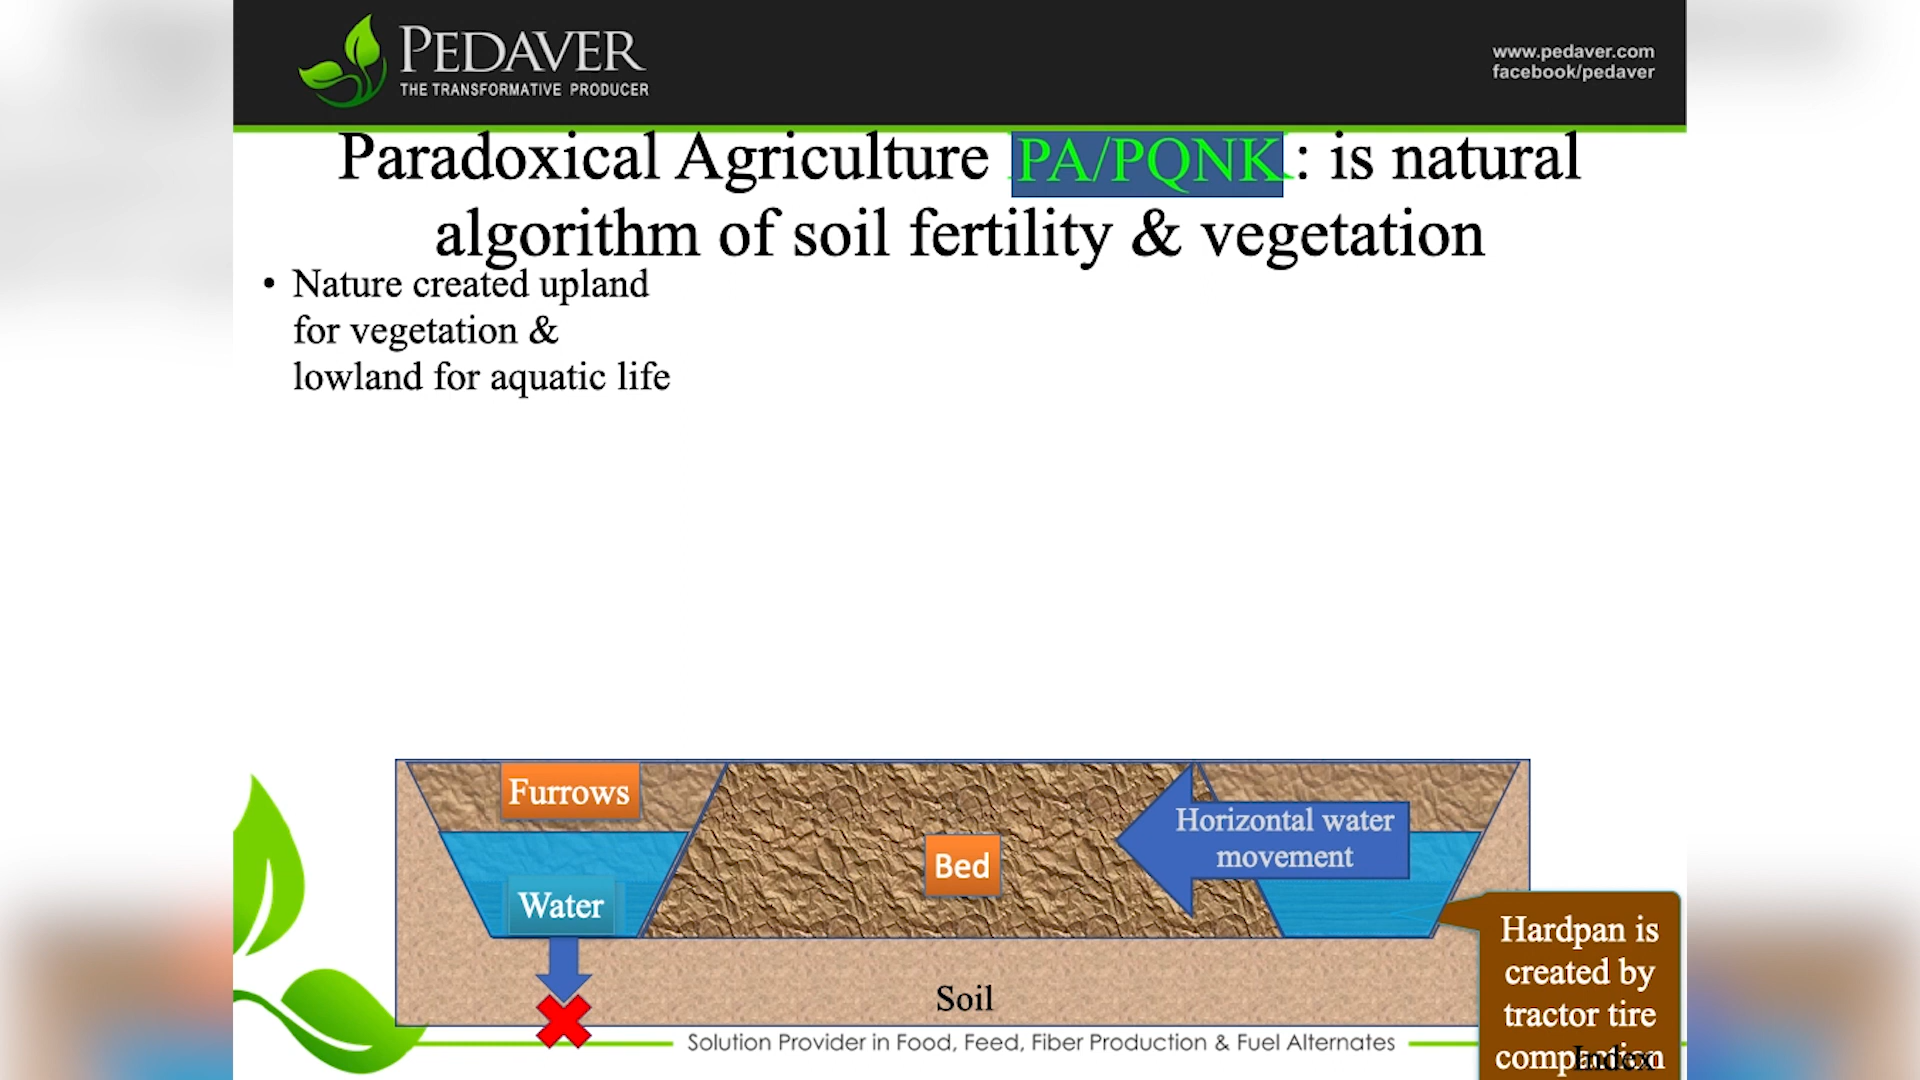 PEDAVER
THE TRANSFORMATIVE PRODUCER
www.pedaver.com
facebook/pedaver
Paradoxical Agriculture PA/PQNK : is natural
algorithm of soil fertility & vegetation
• Nature created upland
for vegetation &
lowland for aquatic life
Furrows
Water
Bed
Horizontal water
movement
Soil
Hardpan is
created by
tractor tire
compaction
Index
Solution Provider in Food, Feed, Fiber Production & Fuel Alternates